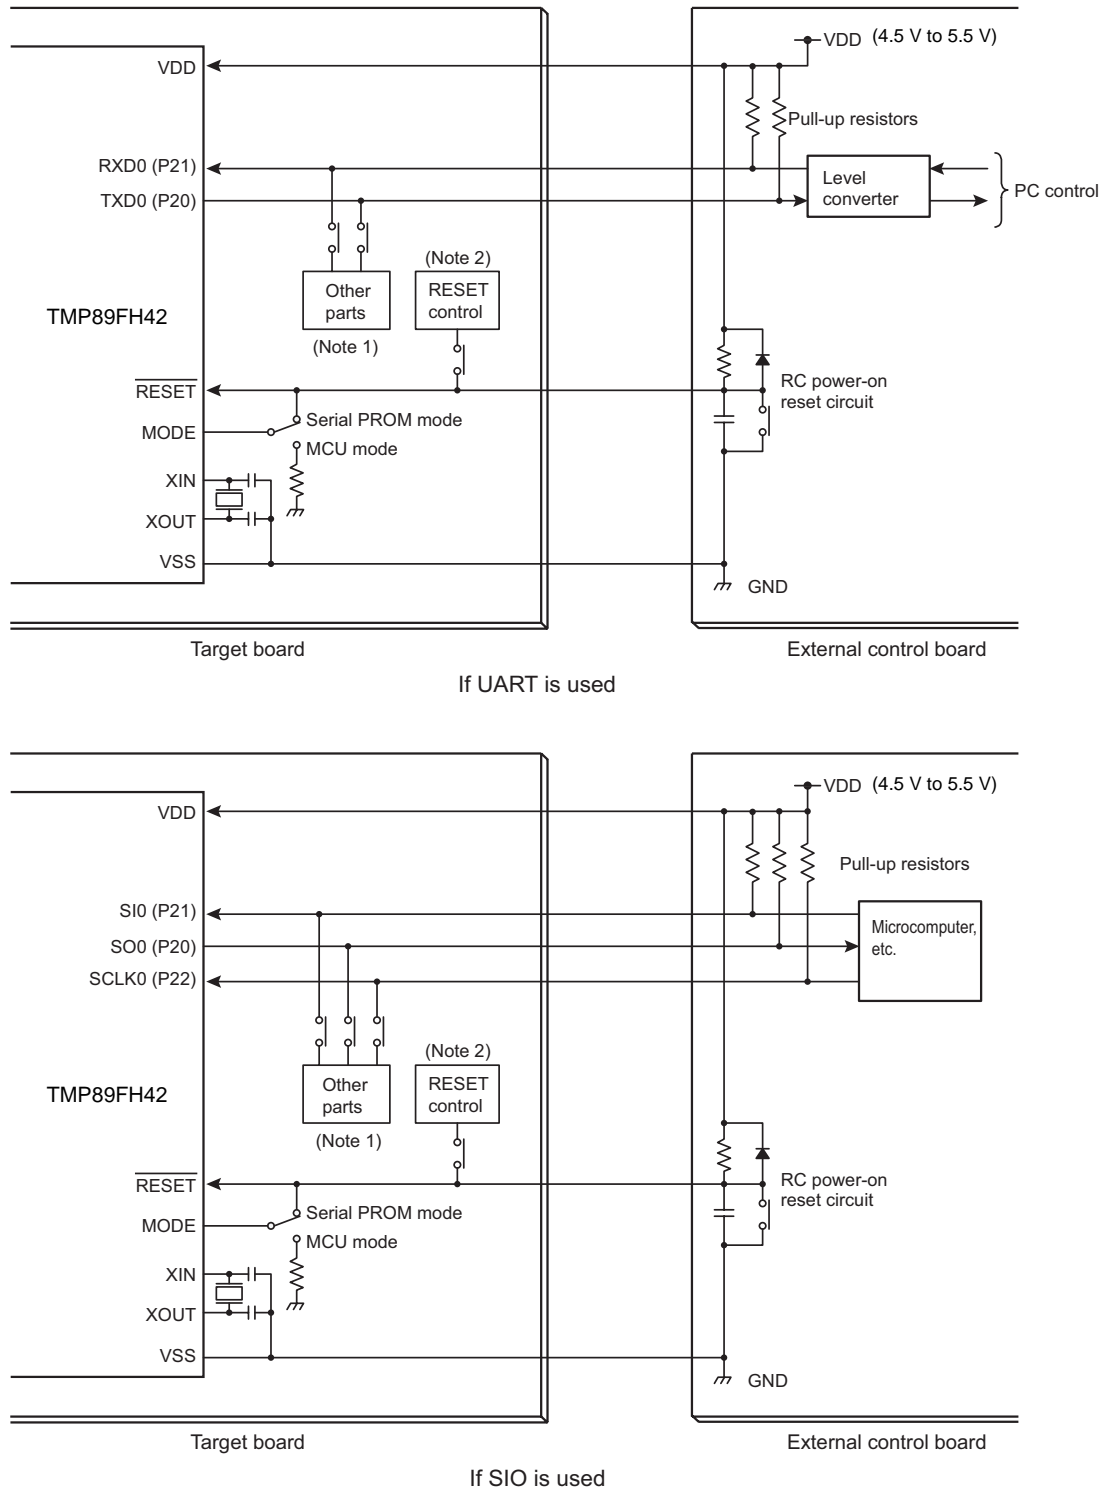 VDD (4.5 V to 5.5 V)
VDD
Pull-up resistors
RXD0 (P21)
TXD0 (P20)
Level
converter
PC control
(Note 2)
Other
parts
RESET
control
TMP89FH42
(Note 1)
RESET
RC power-on
reset circuit
Serial PROM mode
MODE
MCU mode
XIN
XOUT
VSS
GND
Target board
External control board
If UART is used
VDD (4.5 V to 5.5 V)
VDD
Pull-up resistors
SI0 (P21)
SO0 (P20)
SCLK0 (P22)
Microcomputer,
etc.
(Note 2)
Other
parts
RESET
control
TMP89FH42
(Note 1)
RESET
RC power-on
reset circuit
Serial PROM mode
MODE
MCU mode
XIN
XOUT
VSS
GND
Target board
External control board
If SIO is used